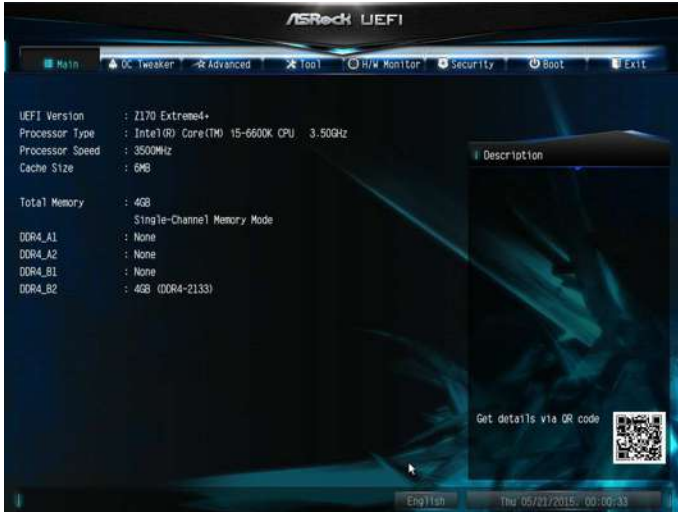 ASRock UEFI
Main OC Tweaker Advanced Tool H/W Monitor Security Boot Exit
UEFI Version : Z170 Extreme4+
Processor Type : Intel(R) Core(TM) i5-6600K CPU 3.50GHz
Processor Speed : 3500MHz
Cache Size : 6MB
Total Memory : 4GB
Single-Channel Memory Mode
DDR4_A1 : None
DDR4_A2 : None
DDR4_B1 : None
DDR4_B2 : 4GB (DDR4-2133)
Description
Get details via QR code
English
Thu 05/21/2015, 00:00:33